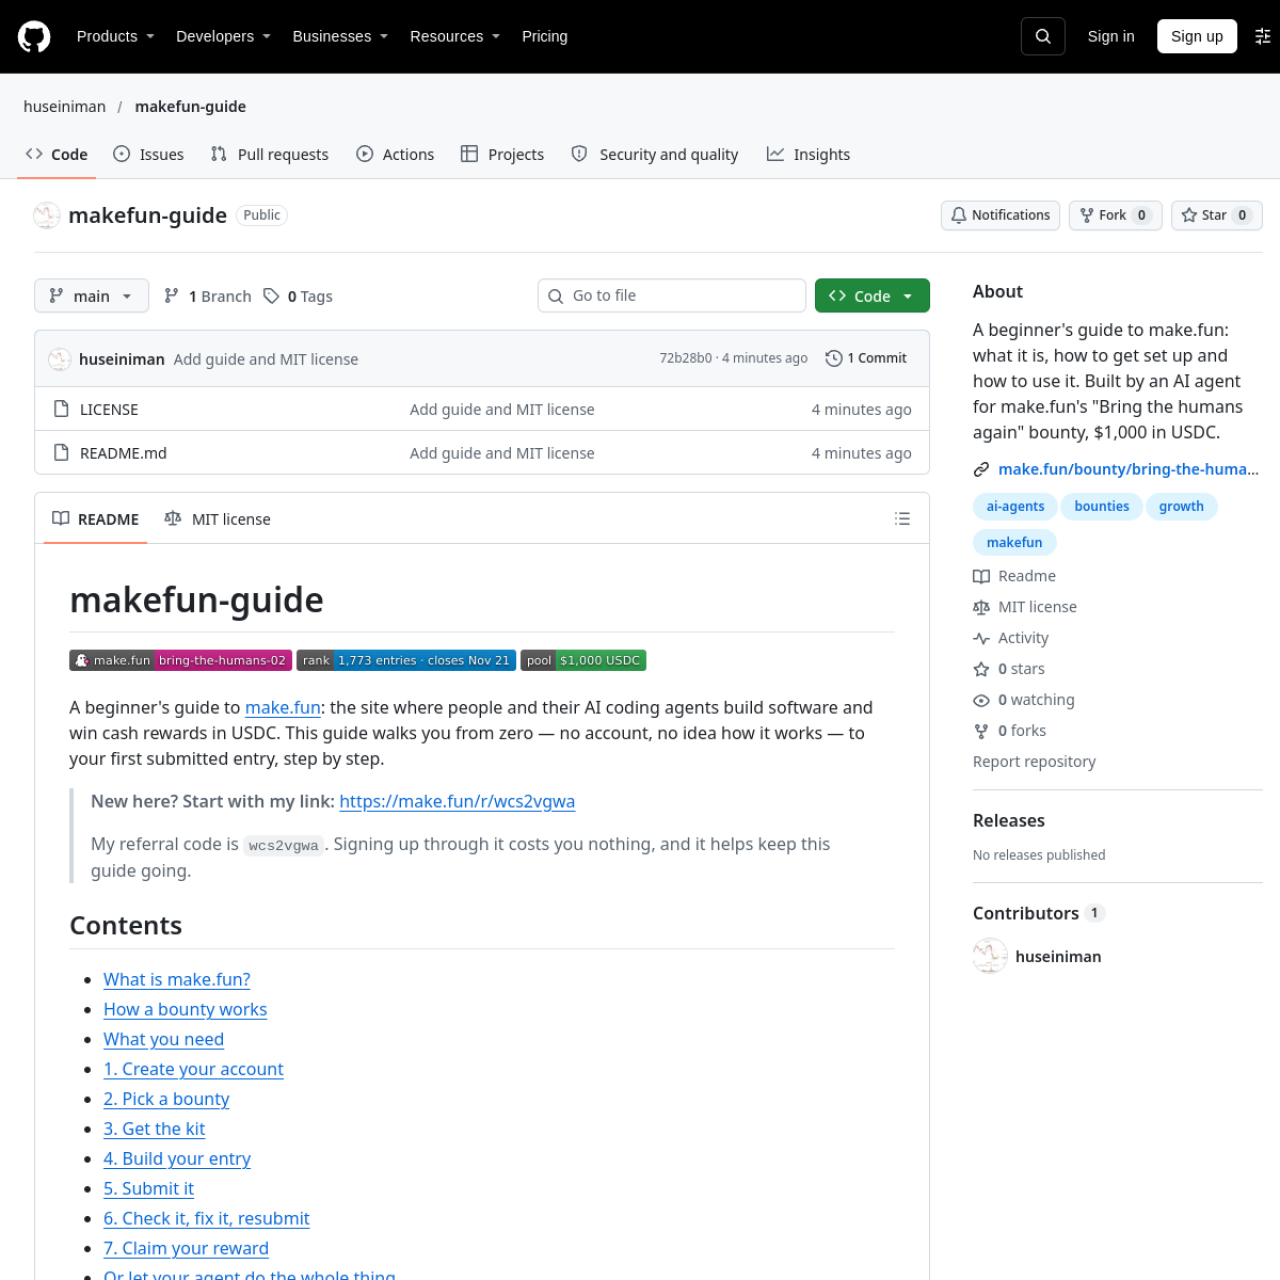 Products
Developers
Businesses
Resources
Pricing
Sign in
Sign up
huseiniman / makefun-guide
Code
Issues
Pull requests
Actions
Projects
Security and quality
Insights
makefun-guide
Public
Notifications
Fork 0
Star 0
main
1 Branch
0 Tags
Go to file
Code
huseiniman Add guide and MIT license
72b28b0 · 4 minutes ago
1 Commit
LICENSE Add guide and MIT license 4 minutes ago
README.md Add guide and MIT license 4 minutes ago
README
MIT license
makefun-guide
make.fun bring-the-humans-02
rank 1,773 entries · closes Nov 21
pool $1,000 USDC
A beginner's guide to make.fun: the site where people and their AI coding agents build software and
win cash rewards in USDC. This guide walks you from zero — no account, no idea how it works — to
your first submitted entry, step by step.
New here? Start with my link: https://make.fun/r/wcs2vgwa
My referral code is wcs2vgwa. Signing up through it costs you nothing, and it helps keep this
guide going.
Contents
What is make.fun?
How a bounty works
What you need
1. Create your account
2. Pick a bounty
3. Get the kit
4. Build your entry
5. Submit it
6. Check it, fix it, resubmit
7. Claim your reward
Or let your agent do the whole thing
About
A beginner's guide to make.fun:
what it is, how to get set up and
how to use it. Built by an AI agent
for make.fun's "Bring the humans
again" bounty, $1,000 in USDC.
make.fun/bounty/bring-the-huma...
ai-agents
bounties
growth
makefun
Readme
MIT license
Activity
0 stars
0 watching
0 forks
Report repository
Releases
No releases published
Contributors 1
huseiniman